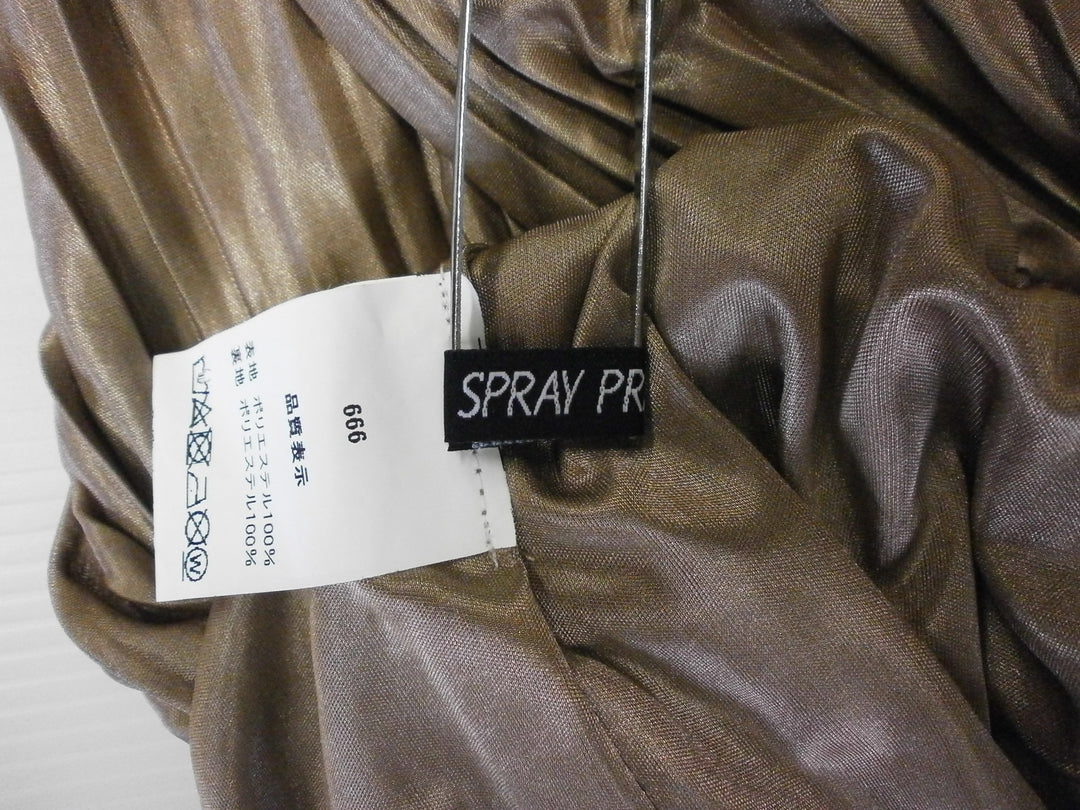 SPRAY PR
666
品質表示
表地 ポリエステル100%
裏地 ポリエステル100%
W